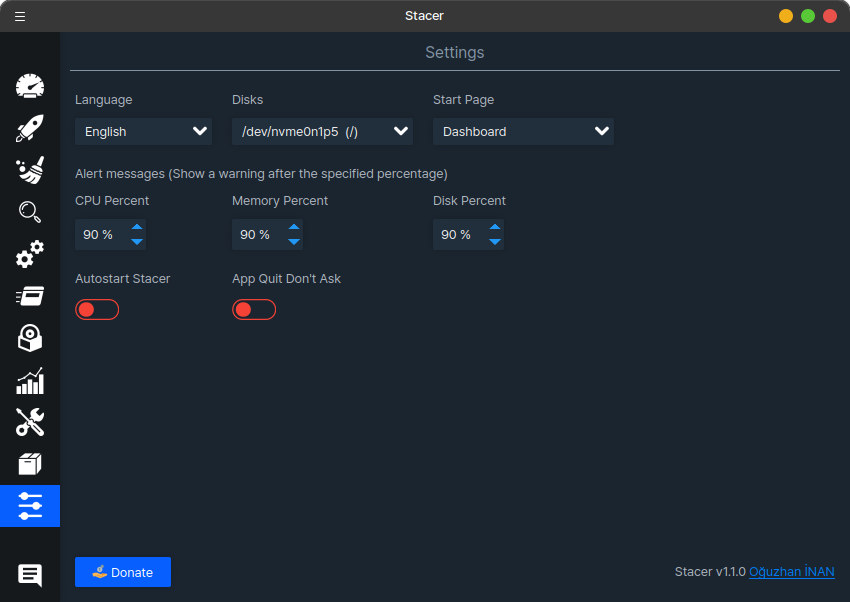 Stacer
Settings
Language Disks Start Page
English /dev/nvme0n1p5 (/) Dashboard
Alert messages (Show a warning after the specified percentage)
CPU Percent Memory Percent Disk Percent
90 % 90 % 90 %
Autostart Stacer App Quit Don't Ask
Donate Stacer v1.1.0 Oğuzhan İNAN